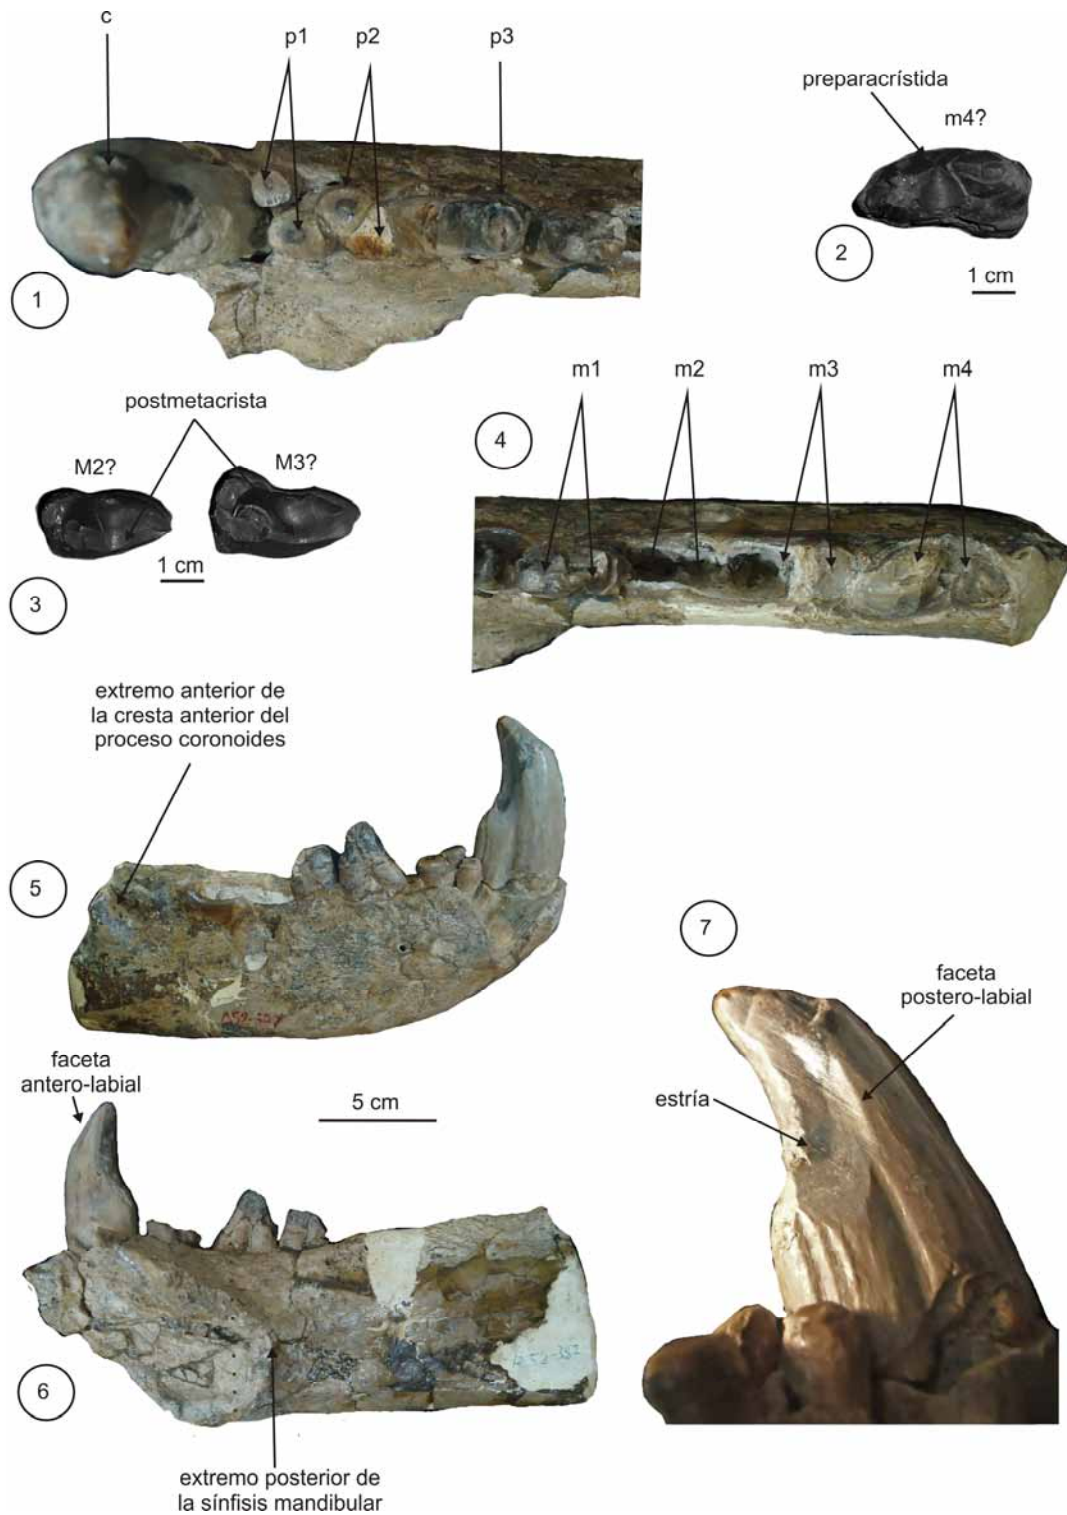 c
p1
p2
p3
preparacrístida
m4?
1
2
1 cm
postmetacrista
M2?
M3?
1 cm
3
4
m1
m2
m3
m4
extremo anterior de
la cresta anterior del
proceso coronoides
5
7
faceta
postero-labial
estría
faceta
antero-labial
5 cm
6
extremo posterior de
la sínfisis mandibular